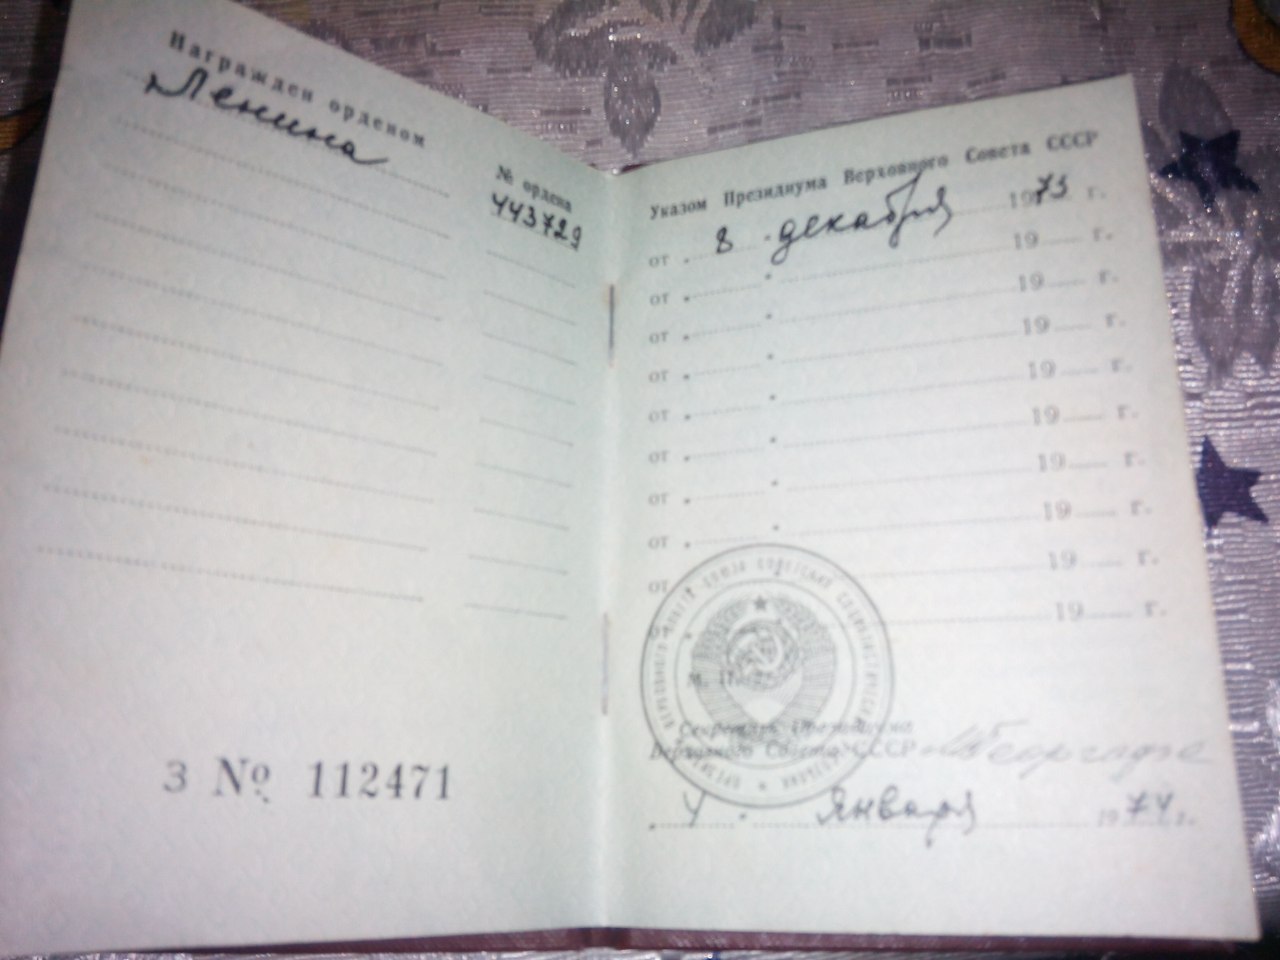 Награжден орденом
Ленина
№ ордена
443729
З № 112471
Указом Президиума Верховного Совета СССР
от 8 декабря 1973 г.
от 19 г.
от 19 г.
от 19 г.
от 19 г.
от 19 г.
от 19 г.
от 19 г.
от 19 г.
от 19 г.
М. П.
Секретарь Президиума
Верховного Совета СССР
4 января 1974 г.